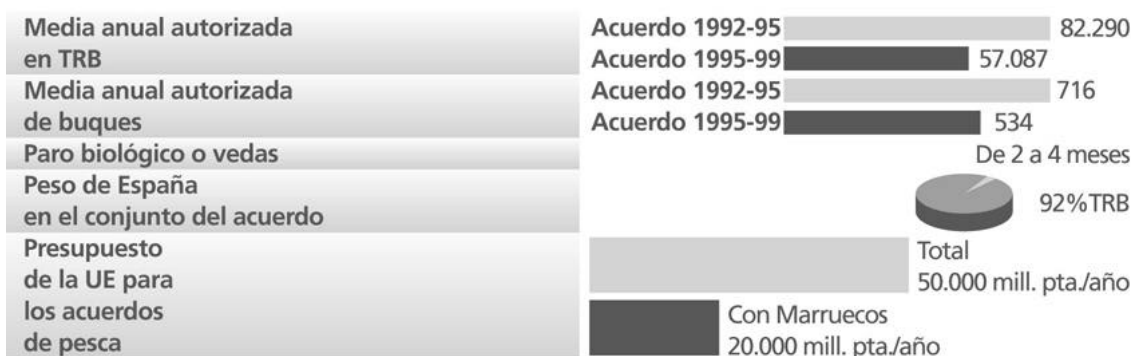 Media anual autorizada
en TRB
Acuerdo 1992-95 82.290
Acuerdo 1995-99 57.087
Media anual autorizada
de buques
Acuerdo 1992-95 716
Acuerdo 1995-99 534
Paro biológico o vedas
De 2 a 4 meses
Peso de España
en el conjunto del acuerdo
92%TRB
Presupuesto
de la UE para
los acuerdos
de pesca
Total
50.000 mill. pta./año
Con Marruecos
20.000 mill. pta./año